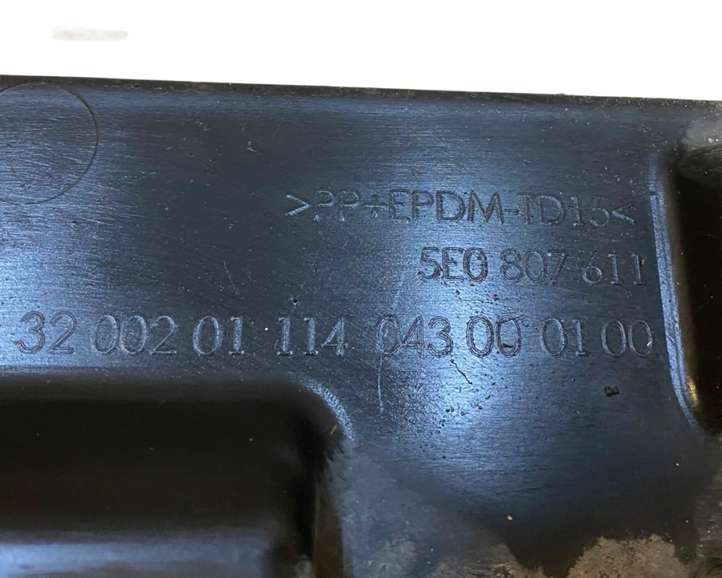 >PP+EPDM-TD15<
5E0 807 611
32 002 01 114 043 00 01 00